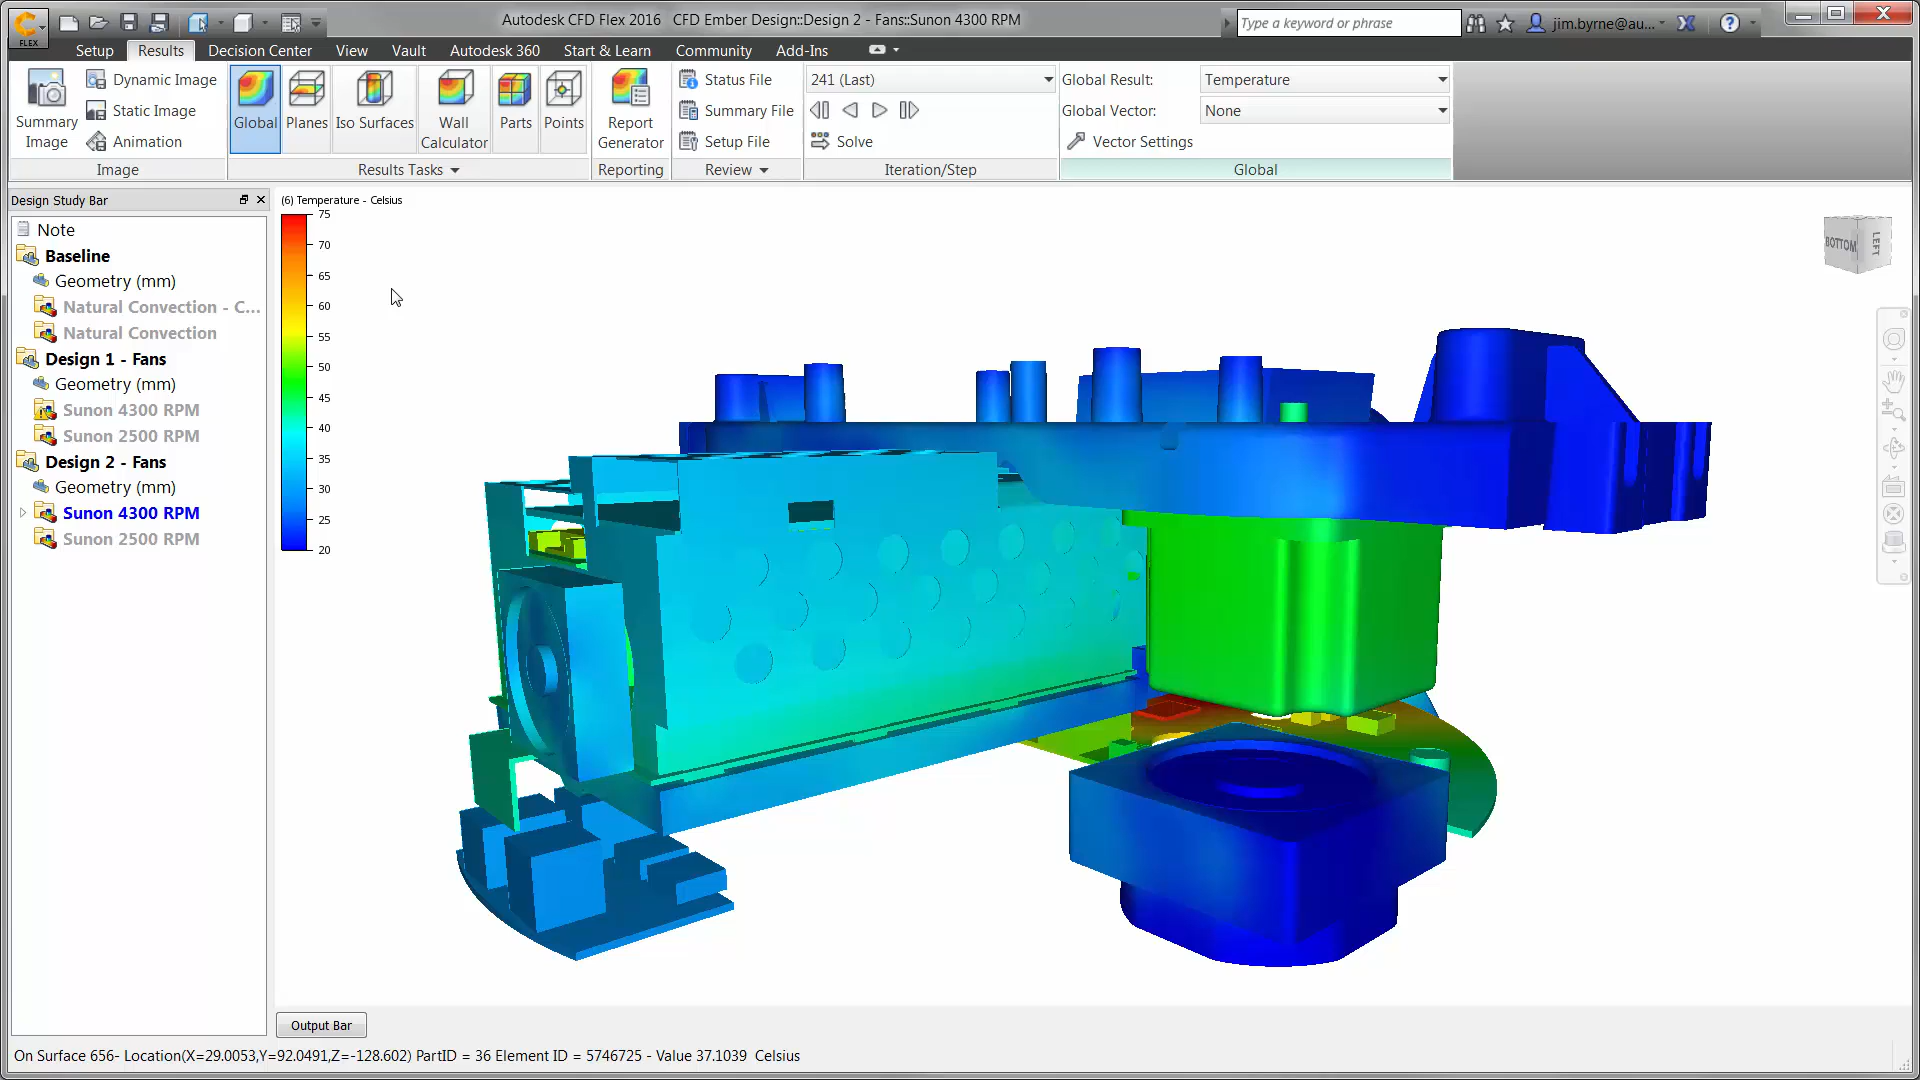 Autodesk CFD Flex 2016 CFD Ember Design::Design 2 - Fans::Sunon 4300 RPM
Type a keyword or phrase
jim.byrne@au...
FLEX
Setup Results Decision Center View Vault Autodesk 360 Start & Learn Community Add-Ins
Summary Image
Dynamic Image
Static Image
Animation
Image
Global
Planes
Iso Surfaces
Wall Calculator
Parts
Points
Results Tasks
Report Generator
Reporting
Status File
Summary File
Setup File
Review
241 (Last)
Solve
Iteration/Step
Global Result: Temperature
Global Vector: None
Vector Settings
Global
Design Study Bar
Note
Baseline
Geometry (mm)
Natural Convection - C...
Natural Convection
Design 1 - Fans
Geometry (mm)
Sunon 4300 RPM
Sunon 2500 RPM
Design 2 - Fans
Geometry (mm)
Sunon 4300 RPM
Sunon 2500 RPM
(6) Temperature - Celsius
75
70
65
60
55
50
45
40
35
30
25
20
BOTTOM
LEFT
Output Bar
On Surface 656- Location(X=29.0053,Y=92.0491,Z=-128.602) PartID = 36 Element ID = 5746725 - Value 37.1039 Celsius